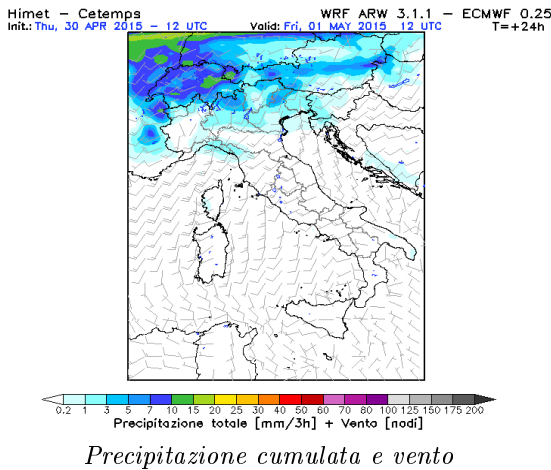 Himet – Cetemps WRF ARW 3.1.1 – ECMWF 0.25
Init.: Thu, 30 APR 2015 – 12 UTC Valid: Fri, 01 MAY 2015 12 UTC T=+24h
0.2 1 3 5 7 10 15 20 25 30 40 50 60 70 80 90 100 125 150 175 200
Precipitazione totale [mm/3h] + Vento [nodi]
Precipitazione cumulata e vento